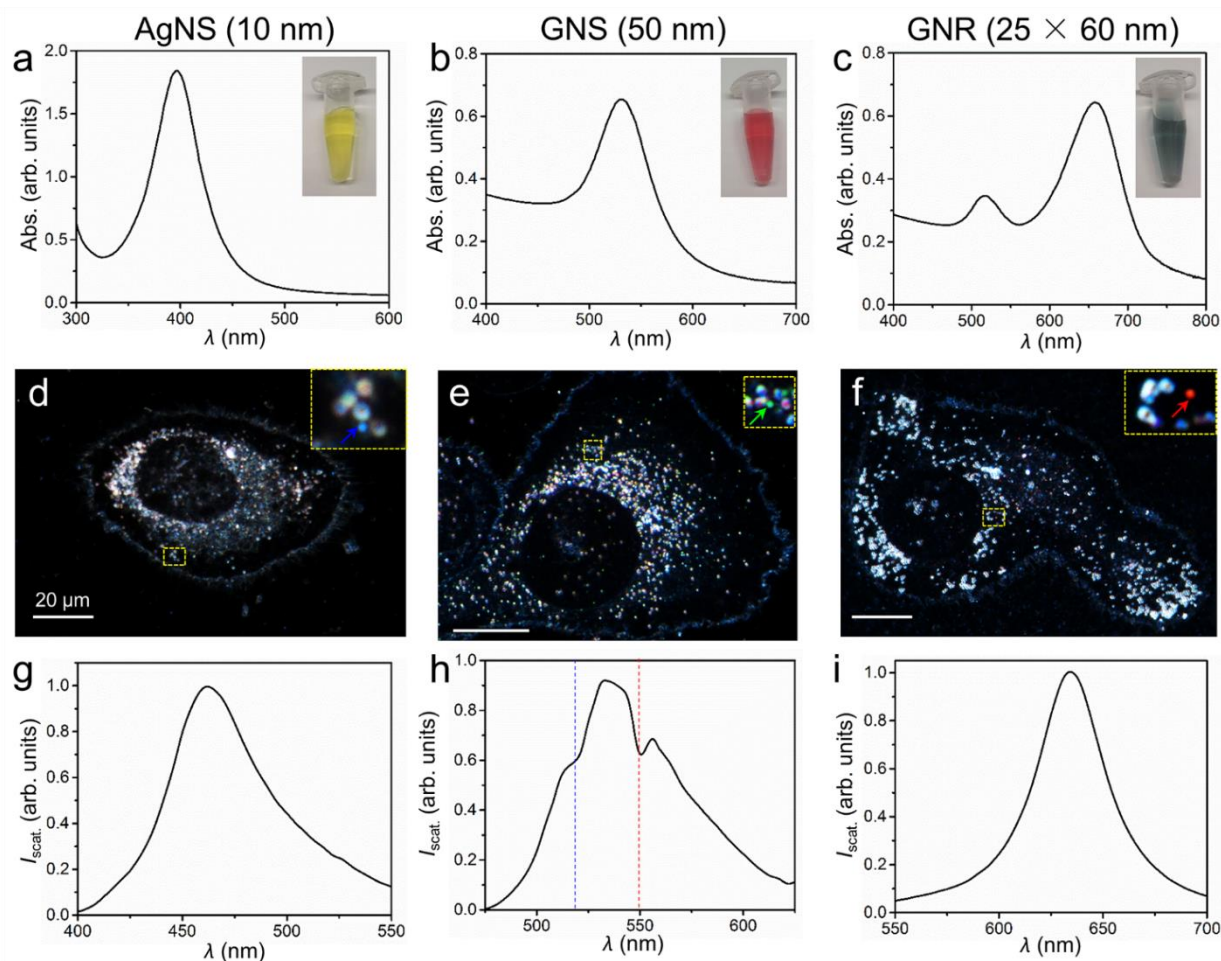 AgNS (10 nm)
GNS (50 nm)
GNR (25 × 60 nm)
a
2.0
1.5
1.0
0.5
0.0
Abs. (arb. units)
300 400 500 600
λ (nm)
b
0.8
0.6
0.4
0.2
0.0
Abs. (arb. units)
400 500 600 700
λ (nm)
c
0.8
0.6
0.4
0.2
0.0
Abs. (arb. units)
400 500 600 700 800
λ (nm)
d
20 µm
e
f
g
1.0
0.8
0.6
0.4
0.2
0.0
Iscat. (arb. units)
400 450 500 550
λ (nm)
h
1.0
0.8
0.6
0.4
0.2
0.0
Iscat. (arb. units)
500 550 600
λ (nm)
i
1.0
0.8
0.6
0.4
0.2
0.0
Iscat. (arb. units)
550 600 650 700
λ (nm)